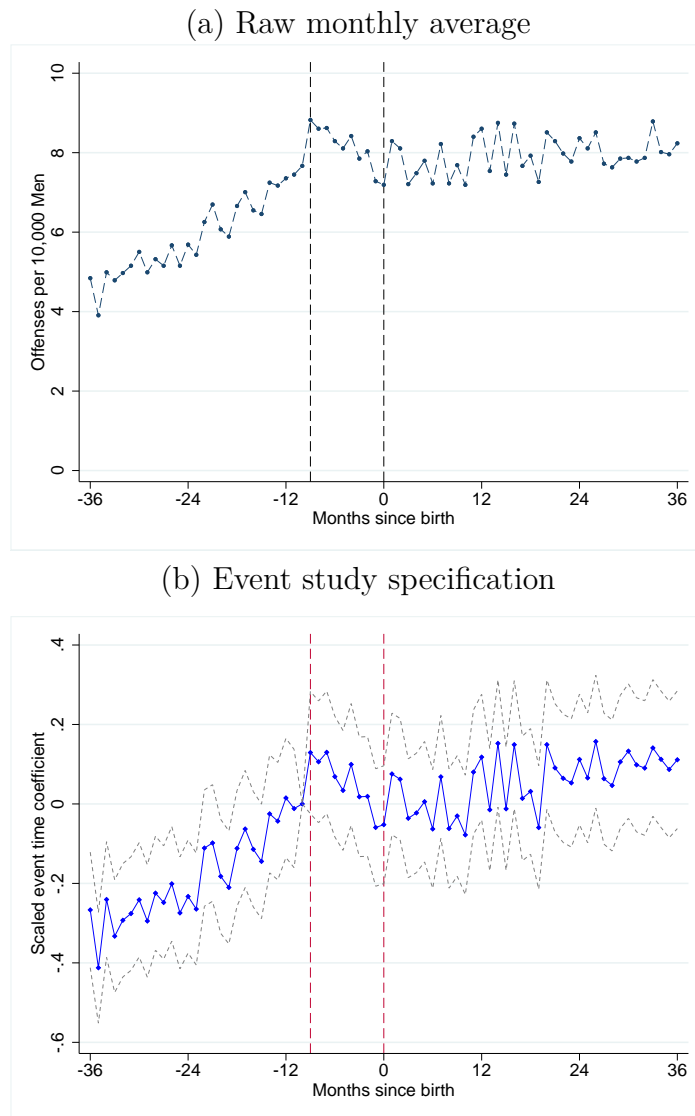 (a) Raw monthly average
Offenses per 10,000 Men
10
8
6
4
2
0
-36 -24 -12 0 12 24 36
Months since birth
(b) Event study specification
Scaled event time coefficient
.4
.2
0
-.2
-.4
-.6
-36 -24 -12 0 12 24 36
Months since birth